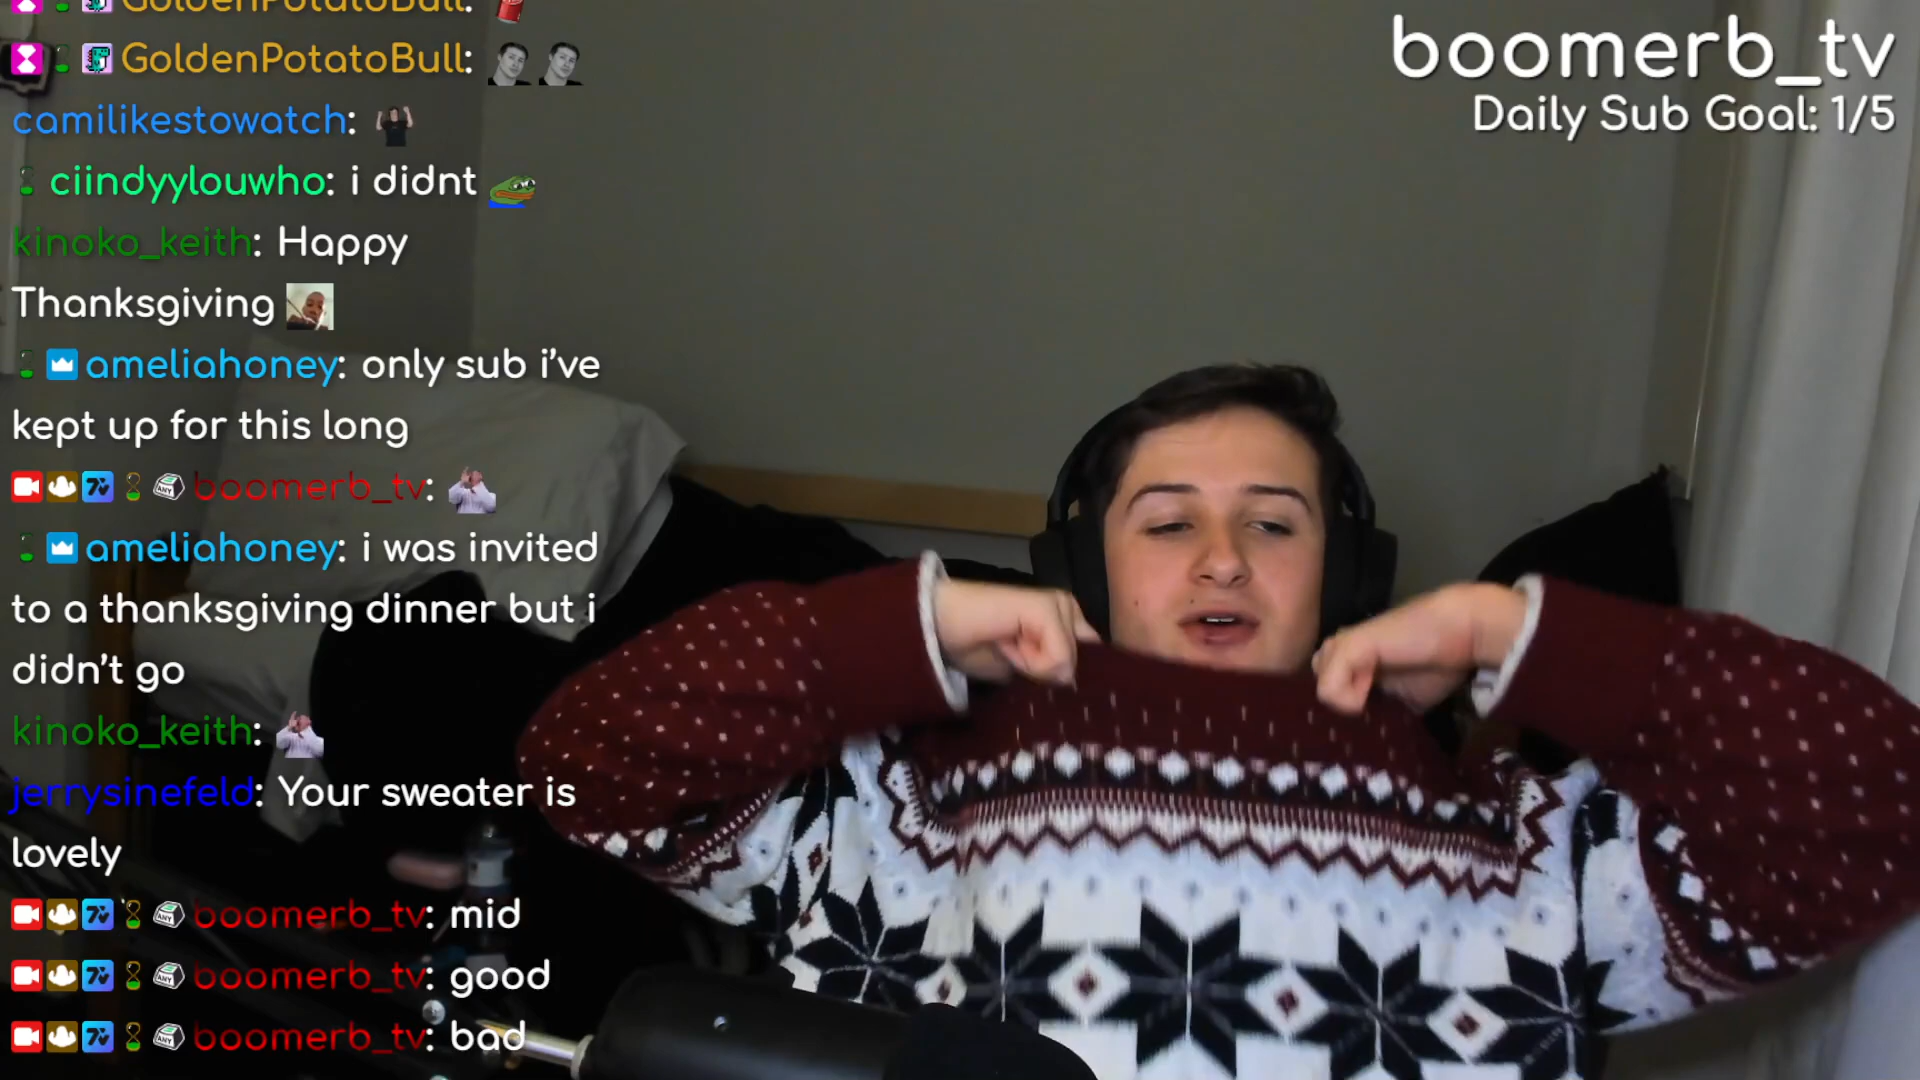 GoldenPotatoBull:
GoldenPotatoBull:
camilikestowatch:
ciindyylouwho: i didnt
kinoko_keith: Happy
Thanksgiving
ameliahoney: only sub i've
kept up for this long
boomerb_tv:
ameliahoney: i was invited
to a thanksgiving dinner but i
didn't go
kinoko_keith:
jerrysinefeld: Your sweater is
lovely
boomerb_tv: mid
boomerb_tv: good
boomerb_tv: bad
boomerb_tv
Daily Sub Goal: 1/5